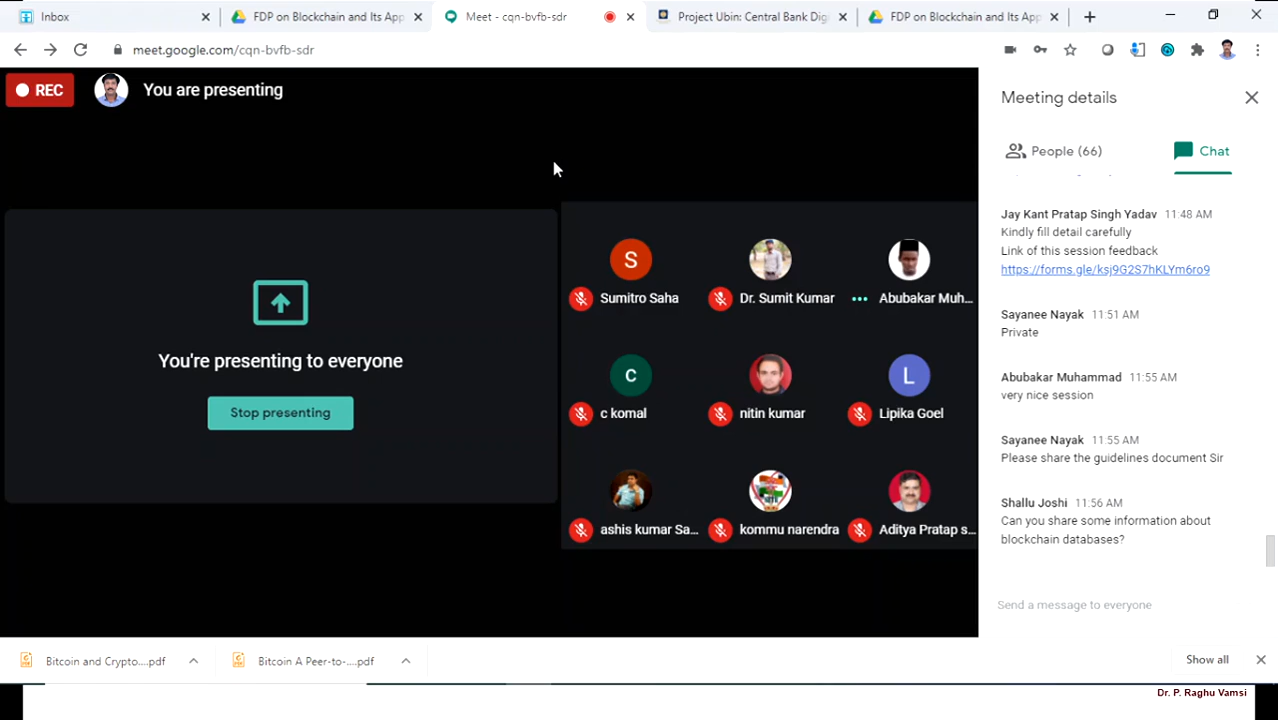 Inbox
FDP on Blockchain and Its App
Meet - cqn-bvfb-sdr
Project Ubin: Central Bank Digi
FDP on Blockchain and Its App
meet.google.com/cqn-bvfb-sdr
REC
You are presenting
Meeting details
People (66)
Chat
Jay Kant Pratap Singh Yadav 11:48 AM
Kindly fill detail carefully
Link of this session feedback
https://forms.gle/ksj9G2S7hKLYm6ro9
Sayanee Nayak 11:51 AM
Private
Abubakar Muhammad 11:55 AM
very nice session
Sayanee Nayak 11:55 AM
Please share the guidelines document Sir
Shallu Joshi 11:56 AM
Can you share some information about
blockchain databases?
Send a message to everyone
You're presenting to everyone
Stop presenting
S
Sumitro Saha
Dr. Sumit Kumar
Abubakar Muh...
c
c komal
nitin kumar
L
Lipika Goel
ashis kumar Sa...
kommu narendra
Aditya Pratap s...
Bitcoin and Crypto....pdf
Bitcoin A Peer-to-....pdf
Show all
Dr. P. Raghu Vamsi